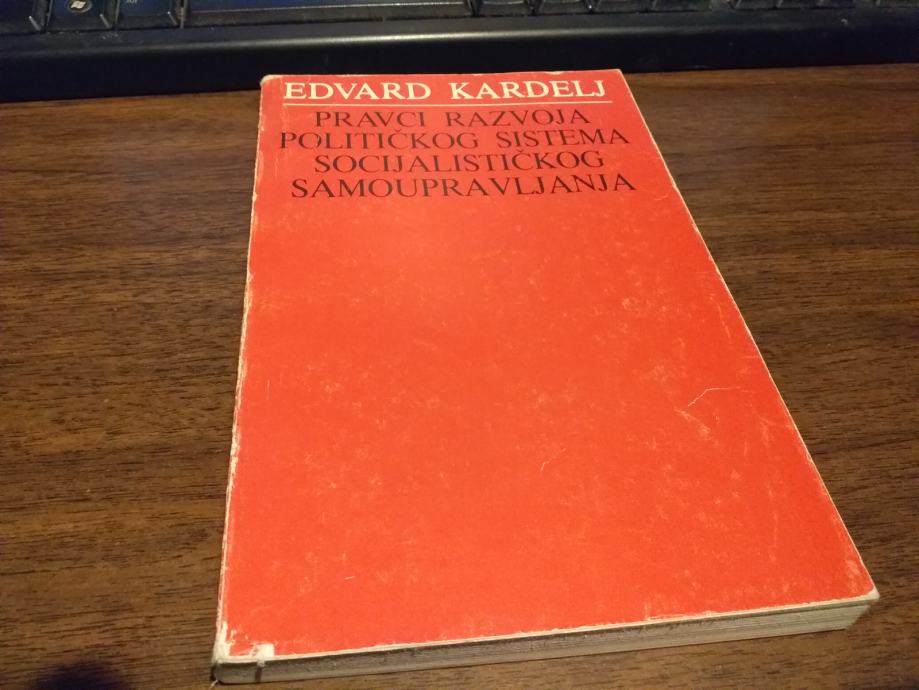 EDVARD KARDELJ
PRAVCI RAZVOJA
POLITIČKOG SISTEMA
SOCIJALISTIČKOG
SAMOUPRAVLJANJA